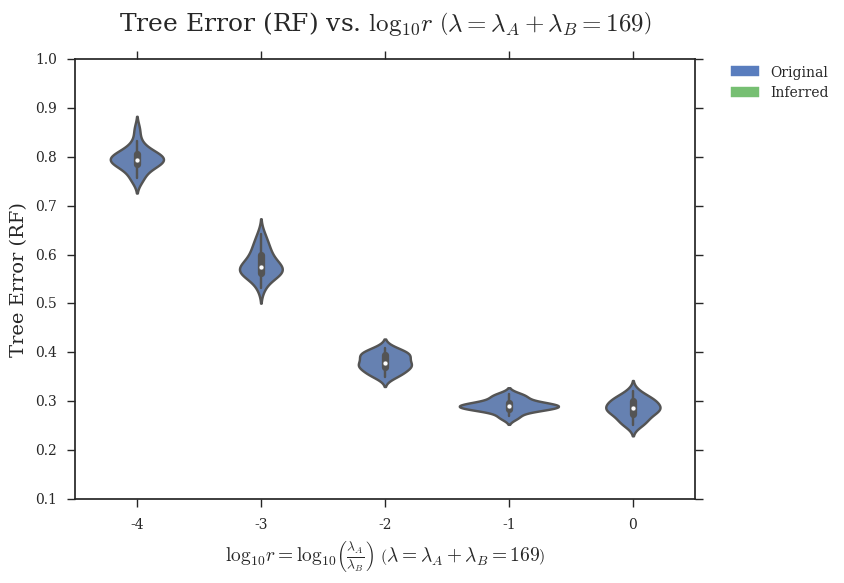 Tree Error (RF) vs. log₁₀r (λ = λ_A + λ_B = 169)
Original
Inferred
Tree Error (RF)
1.0
0.9
0.8
0.7
0.6
0.5
0.4
0.3
0.2
0.1
-4 -3 -2 -1 0
log₁₀r = log₁₀(λ_A/λ_B) (λ = λ_A + λ_B = 169)